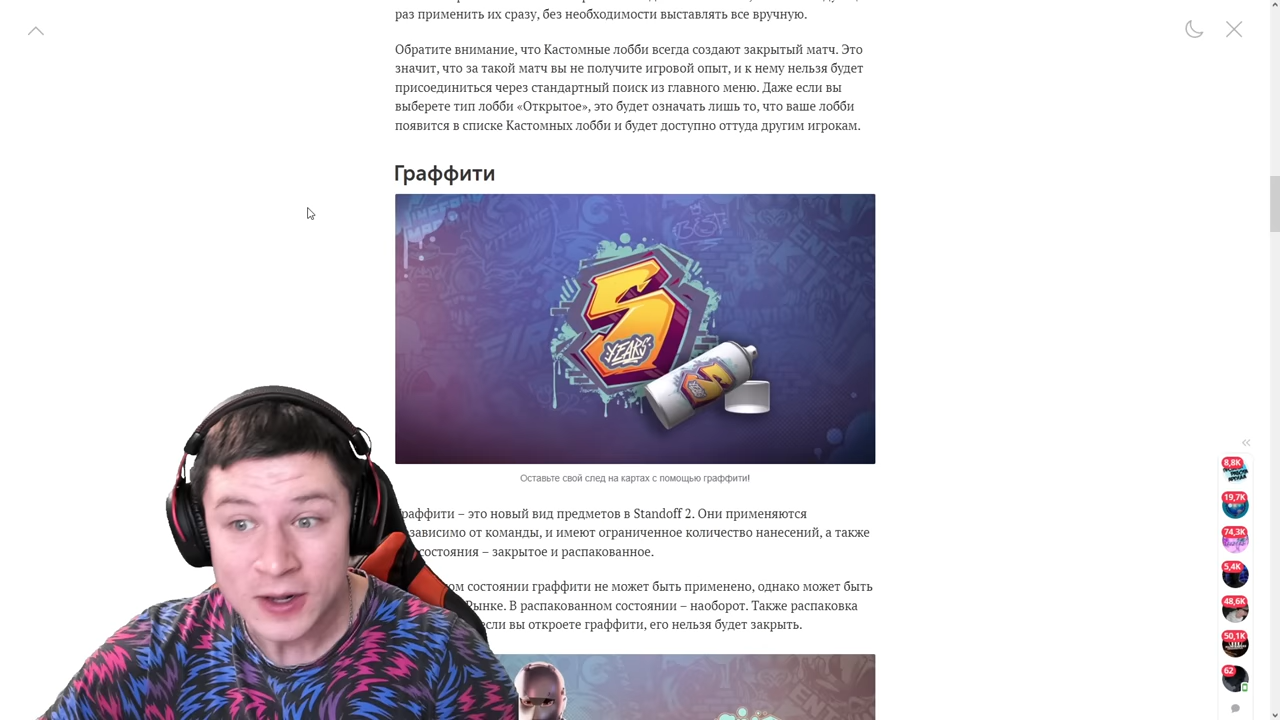 раз применить их сразу, без необходимости выставлять все вручную.
Обратите внимание, что Кастомные лобби всегда создают закрытый матч. Это
значит, что за такой матч вы не получите игровой опыт, и к нему нельзя будет
присоединиться через стандартный поиск из главного меню. Даже если вы
выберете тип лобби «Открытое», это будет означать лишь то, что ваше лобби
появится в списке Кастомных лобби и будет доступно оттуда другим игрокам.
Граффити
BEST
5
YEARS
5
YEARS
Оставьте свой след на картах с помощью граффити!
раффити – это новый вид предметов в Standoff 2. Они применяются
зависимо от команды, и имеют ограниченное количество нанесений, а также
состояния – закрытое и распакованное.
ом состоянии граффити не может быть применено, однако может быть
Рынке. В распакованном состоянии – наоборот. Также распаковка
если вы откроете граффити, его нельзя будет закрыть.
8,8K
19,7K
74,3K
5,4K
48,6K
50,1K
62